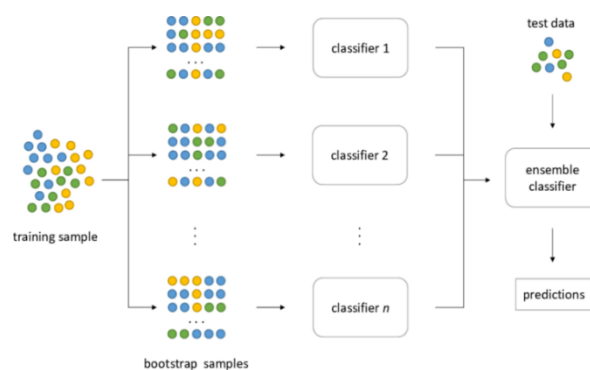 test data
classifier 1
...
classifier 2
ensemble
classifier
...
training sample
predictions
classifier n
...
bootstrap samples